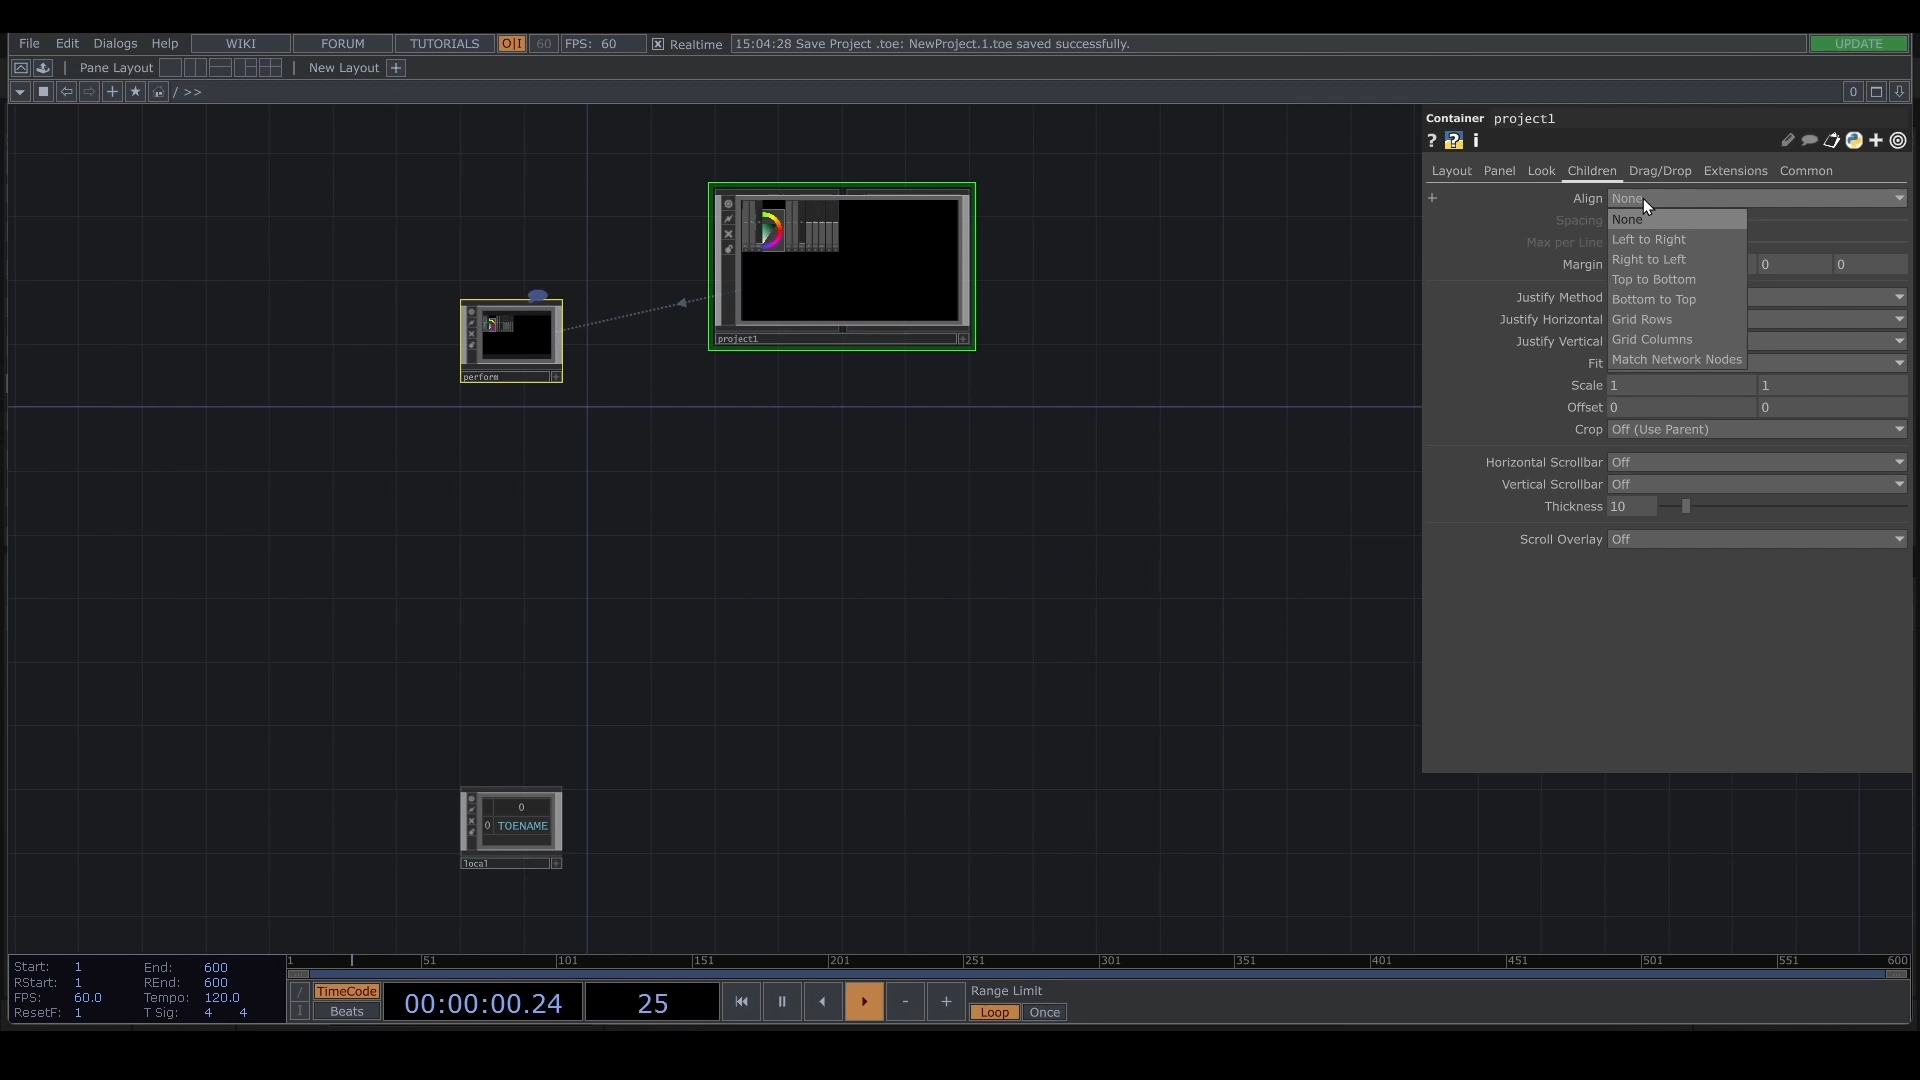 File Edit Dialogs Help WIKI FORUM TUTORIALS O|I 60 FPS: 60 Realtime 15:04:28 Save Project .toe: NewProject.1.toe saved successfully. UPDATE
Pane Layout New Layout +
/ >> 0
Container project1
? ? i
Layout Panel Look Children Drag/Drop Extensions Common
+ Align None
Spacing
Max per Line
Margin 0 0
None
Left to Right
Right to Left
Top to Bottom
Bottom to Top
Grid Rows
Grid Columns
Match Network Nodes
Justify Method
Justify Horizontal
Justify Vertical
Fit
Scale 1 1
Offset 0 0
Crop Off (Use Parent)
Horizontal Scrollbar Off
Vertical Scrollbar Off
Thickness 10
Scroll Overlay Off
project1
perform
0
0 TOENAME
local
1 51 101 151 201 251 301 351 401 451 501 551 600
Start: 1 End: 600
RStart: 1 REnd: 600
FPS: 60.0 Tempo: 120.0
ResetF: 1 T Sig: 4 4
/ TimeCode
I Beats
00:00:00.24 25 - +
Range Limit
Loop Once